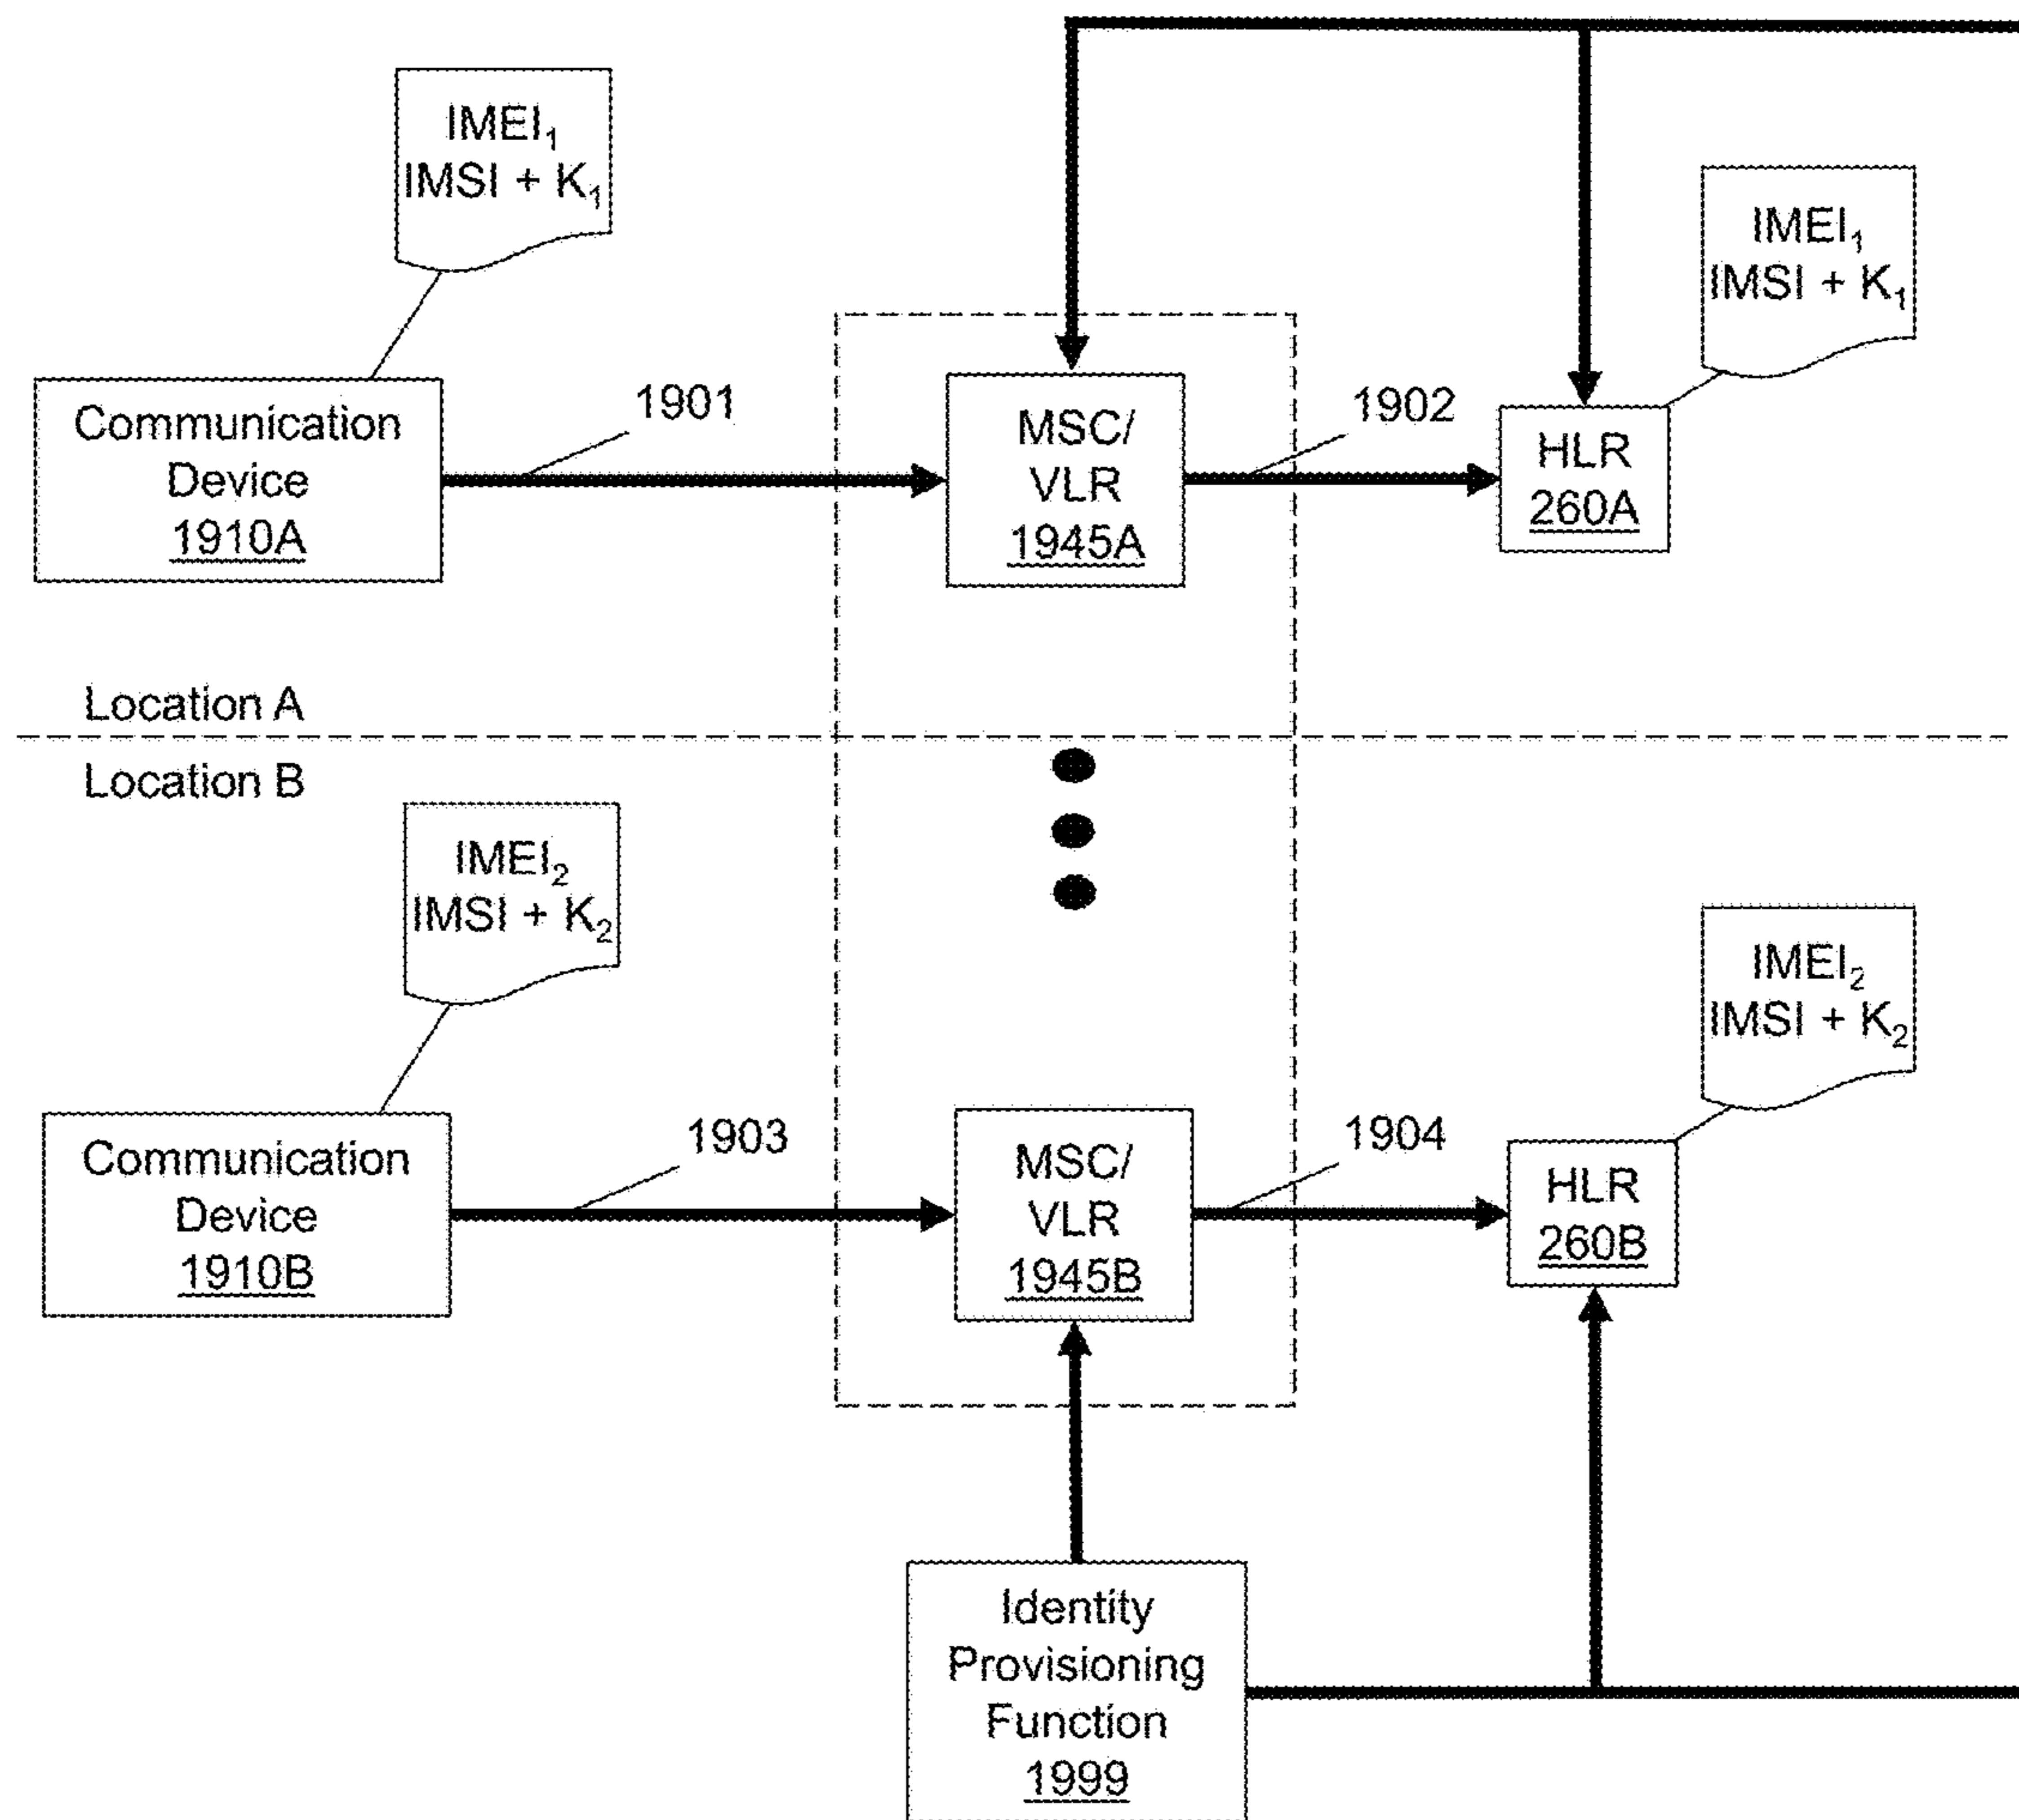 IMEI₁
IMSI + K₁
IMEI₁
IMSI + K₁
Communication
Device
1910A
1901
MSC/
VLR
1945A
1902
HLR
260A
Location A
Location B
IMEI₂
IMSI + K₂
IMEI₂
IMSI + K₂
Communication
Device
1910B
1903
MSC/
VLR
1945B
1904
HLR
260B
Identity
Provisioning
Function
1999